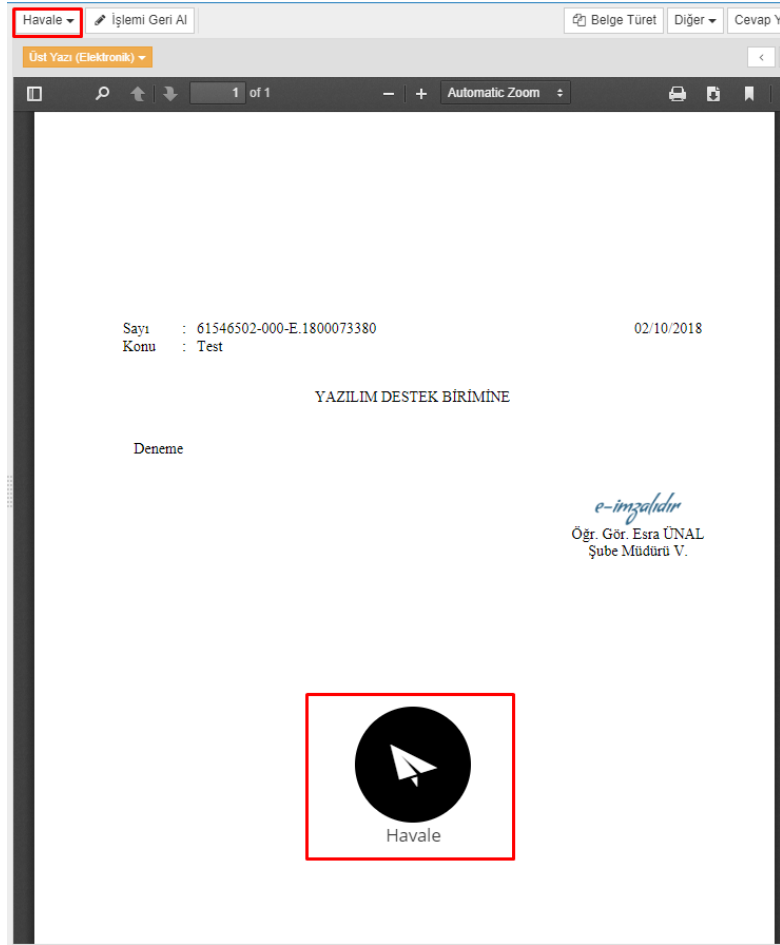 Havale İşlemi Geri Al Belge Türet Diğer Cevap Y
Üst Yazı (Elektronik)
1 of 1 Automatic Zoom
Sayı : 61546502-000-E.1800073380 02/10/2018
Konu : Test
YAZILIM DESTEK BİRİMİNE
Deneme
e-imzalıdır
Öğr. Gör. Esra ÜNAL
Şube Müdürü V.
Havale